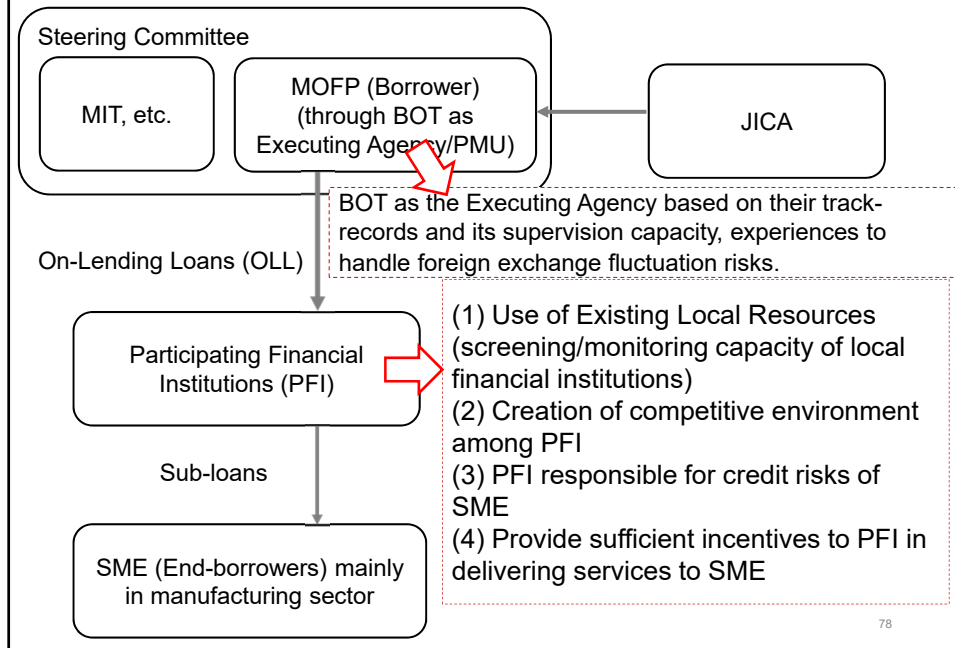 Steering Committee
MIT, etc.
MOFP (Borrower)
(through BOT as
Executing Agency/PMU)
JICA
BOT as the Executing Agency based on their track-
records and its supervision capacity, experiences to
handle foreign exchange fluctuation risks.
On-Lending Loans (OLL)
Participating Financial
Institutions (PFI)
(1) Use of Existing Local Resources
(screening/monitoring capacity of local
financial institutions)
(2) Creation of competitive environment
among PFI
(3) PFI responsible for credit risks of
SME
(4) Provide sufficient incentives to PFI in
delivering services to SME
Sub-loans
SME (End-borrowers) mainly
in manufacturing sector
78